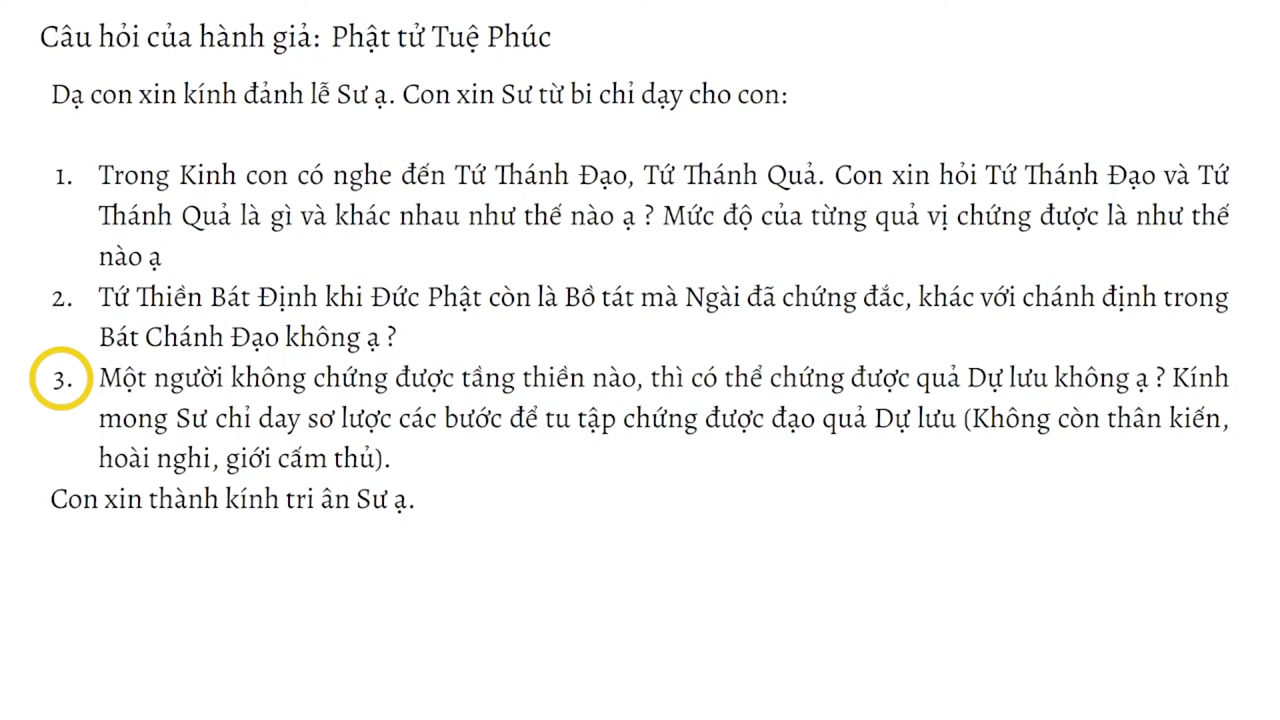 Câu hỏi của hành giả: Phật tử Tuệ Phúc
Dạ con xin kính đảnh lễ Sư ạ. Con xin Sư từ bi chỉ dạy cho con:
1. Trong Kinh con có nghe đến Tứ Thánh Đạo, Tứ Thánh Quả. Con xin hỏi Tứ Thánh Đạo và Tứ
Thánh Quả là gì và khác nhau như thế nào ạ ? Mức độ của từng quả vị chứng được là như thế
nào ạ
2. Tứ Thiền Bát Định khi Đức Phật còn là Bồ tát mà Ngài đã chứng đắc, khác với chánh định trong
Bát Chánh Đạo không ạ ?
3. Một người không chứng được tầng thiền nào, thì có thể chứng được quả Dự lưu không ạ ? Kính
mong Sư chỉ day sơ lược các bước để tu tập chứng được đạo quả Dự lưu (Không còn thân kiến,
hoài nghi, giới cấm thủ).
Con xin thành kính tri ân Sư ạ.